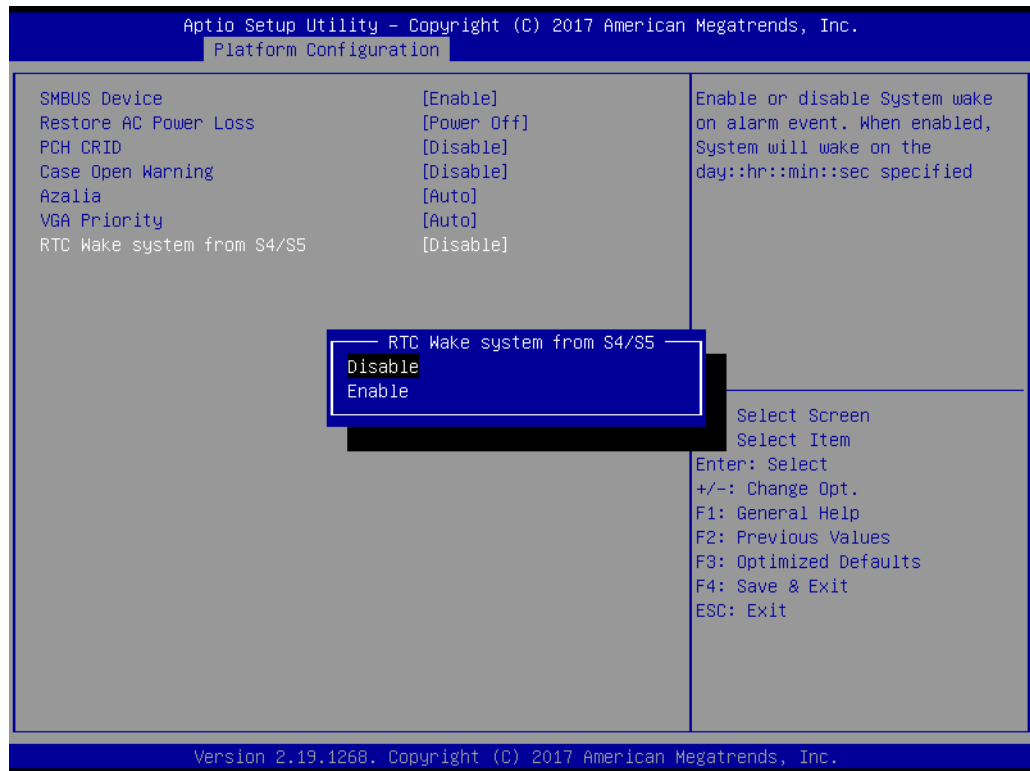 Aptio Setup Utility – Copyright (C) 2017 American Megatrends, Inc.
Platform Configuration
SMBUS Device [Enable]
Restore AC Power Loss [Power Off]
PCH CRID [Disable]
Case Open Warning [Disable]
Azalia [Auto]
VGA Priority [Auto]
RTC Wake system from S4/S5 [Disable]
Enable or disable System wake
on alarm event. When enabled,
System will wake on the
day::hr::min::sec specified
RTC Wake system from S4/S5
Disable
Enable
Select Screen
Select Item
Enter: Select
+/-: Change Opt.
F1: General Help
F2: Previous Values
F3: Optimized Defaults
F4: Save & Exit
ESC: Exit
Version 2.19.1268. Copyright (C) 2017 American Megatrends, Inc.